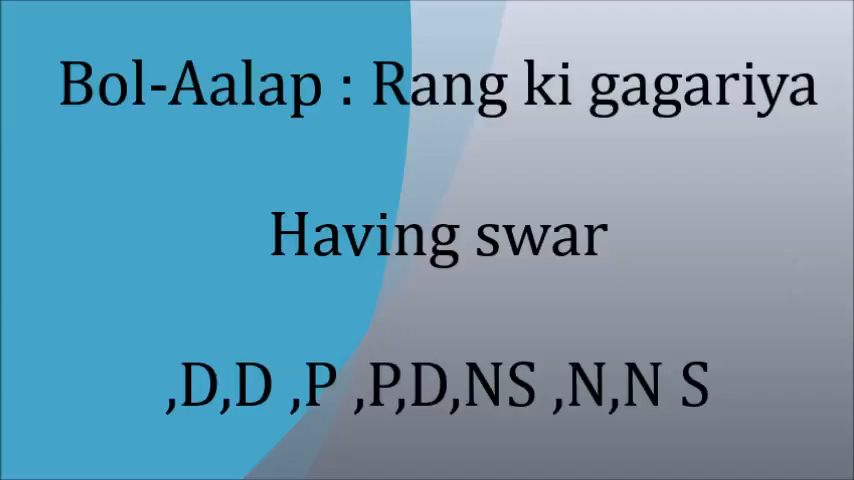 Bol-Aalap : Rang ki gagariya
Having swar
,D,D ,P ,P,D,NS ,N,N S